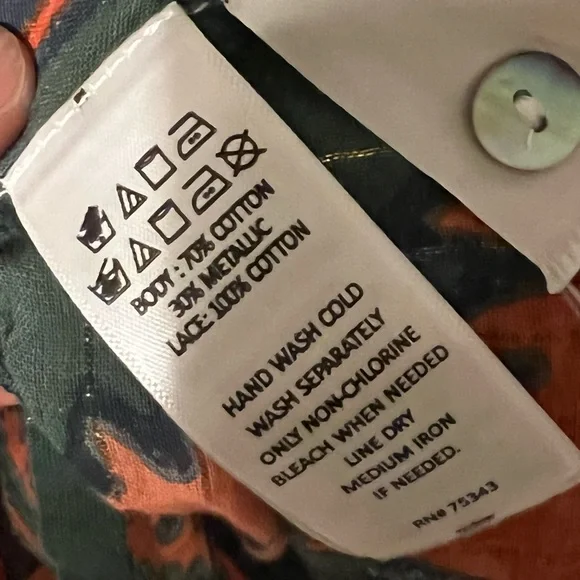 BODY : 70% COTTON
30% METALLIC
LACE: 100% COTTON
HAND WASH COLD
WASH SEPARATELY
ONLY NON-CHLORINE
BLEACH WHEN NEEDED
LINE DRY
MEDIUM IRON
IF NEEDED.
RN# 75343